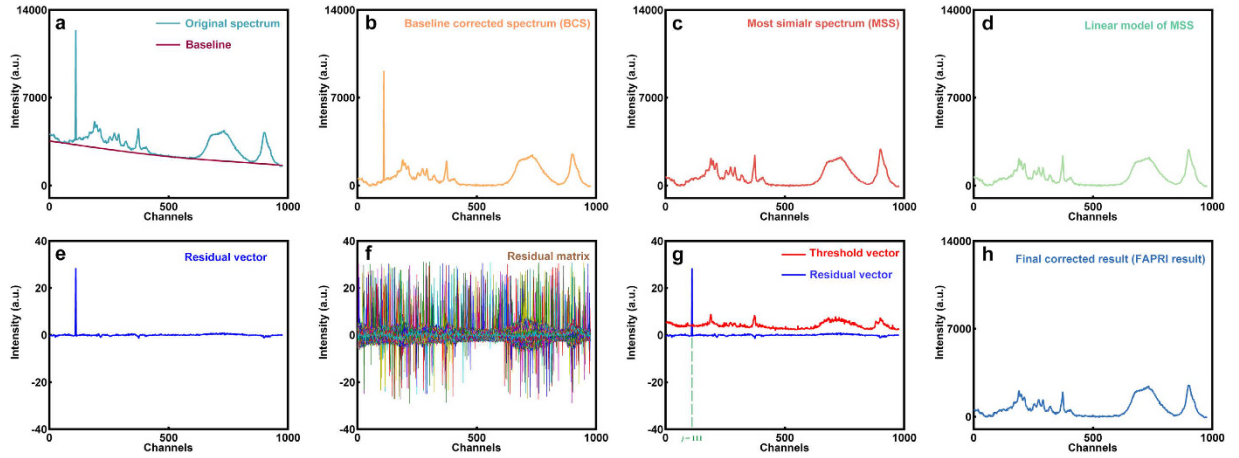 a
Original spectrum
Baseline
14000
7000
0
Intensity (a.u.)
0
500
1000
Channels
b
Baseline corrected spectrum (BCS)
14000
7000
0
Intensity (a.u.)
0
500
1000
Channels
c
Most simialr spectrum (MSS)
14000
7000
0
Intensity (a.u.)
0
500
1000
Channels
d
Linear model of MSS
14000
7000
0
Intensity (a.u.)
0
500
1000
Channels
e
Residual vector
40
20
0
-20
-40
Intensity (a.u.)
0
500
1000
Channels
f
Residual matrix
40
20
0
-20
-40
Intensity (a.u.)
0
500
1000
Channels
g
Threshold vector
Residual vector
40
20
0
-20
-40
Intensity (a.u.)
0
j = 111
500
1000
Channels
h
Final corrected result (FAPRI result)
14000
7000
0
Intensity (a.u.)
0
500
1000
Channels